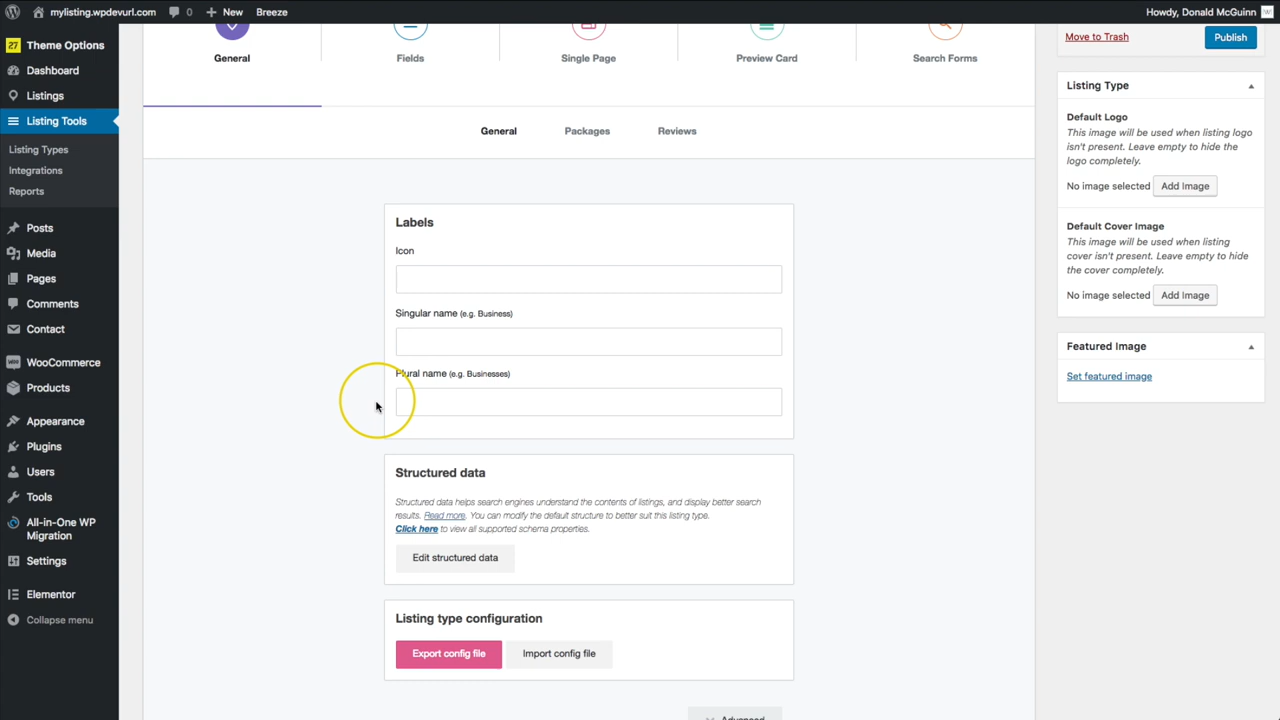 mylisting.wpdevurl.com 0 New Breeze Howdy, Donald McGuinn
27 Theme Options
Dashboard
Listings
Listing Tools
Listing Types
Integrations
Reports
Posts
Media
Pages
Comments
Contact
WooCommerce
Products
Appearance
Plugins
Users
Tools
All-in-One WP
Migration
Settings
Elementor
Collapse menu
General Fields Single Page Preview Card Search Forms
General Packages Reviews
Labels
Icon
Singular name (e.g. Business)
Plural name (e.g. Businesses)
Structured data
Structured data helps search engines understand the contents of listings, and display better search
results. Read more. You can modify the default structure to better suit this listing type.
Click here to view all supported schema properties.
Edit structured data
Listing type configuration
Export config file Import config file
Advanced
Move to Trash Publish
Listing Type
Default Logo
This image will be used when listing logo
isn't present. Leave empty to hide the
logo completely.
No image selected Add Image
Default Cover Image
This image will be used when listing
cover isn't present. Leave empty to hide
the cover completely.
No image selected Add Image
Featured Image
Set featured image